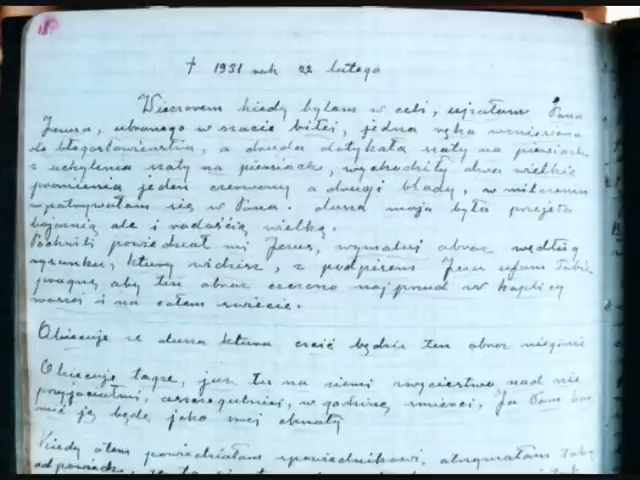 18.
† 1931 rok 22 lutego
Wieczorem kiedy byłam w celi, ujrzałam Pana
Jezusa, ubranego w szacie białej, jedna ręka wzniesiona
do błogosławieństwa, a druga dotykała szaty na piersiach
z uchylenia szaty na piersiach, wychodziły dwa wielkie
promienie jeden czerwony a drugi blady, w milczeniu
wpatrywałam się w Pana. dusza moja była przejęta
bojaźnią ale i radością wielką.
Po chwili powiedział mi Jezus, wymaluj obraz według
rysunku, który widzisz, z podpisem Jezu ufam Tobie
pragnę aby ten obraz czczono najprzód w kaplicy
waszej i na całem świecie.
Obiecuję że dusza która czcić będzie ten obraz nie zginie
Obiecuję także, już tu na ziemi zwycięstwo nad nie
przyjaciółmi, a szczególniej, w godzinę śmierci, Ja Sam bro
nić ją będę jako swej chwały
Kiedy o tem powiedziałam spowiednikowi, otrzymałam taką
odpowiedź, że to